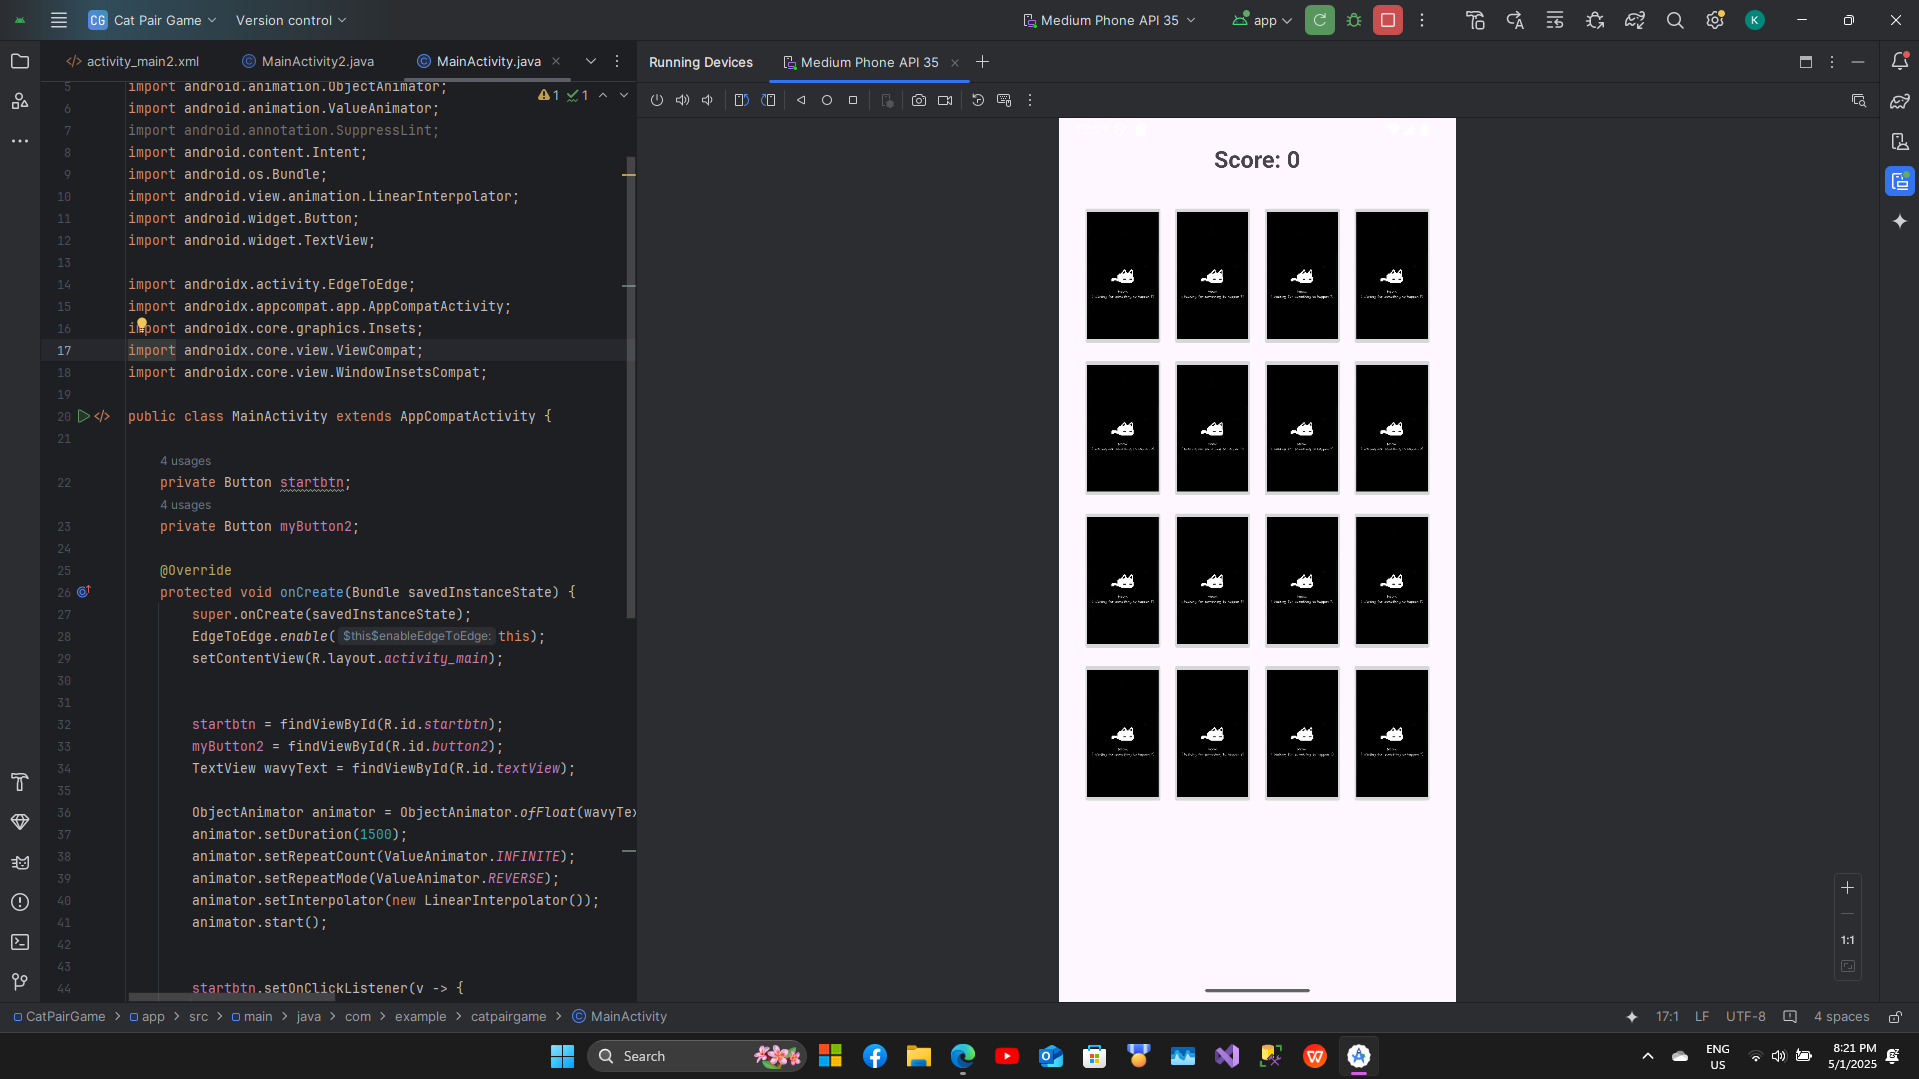 CG Cat Pair Game Version control Medium Phone API 35 app K
activity_main2.xml MainActivity2.java MainActivity.java Running Devices Medium Phone API 35
1 1
5 import android.animation.ObjectAnimator;
6 import android.animation.ValueAnimator;
7 import android.annotation.SuppressLint;
8 import android.content.Intent;
9 import android.os.Bundle;
10 import android.view.animation.LinearInterpolator;
11 import android.widget.Button;
12 import android.widget.TextView;
13
14 import androidx.activity.EdgeToEdge;
15 import androidx.appcompat.app.AppCompatActivity;
16 import androidx.core.graphics.Insets;
17 import androidx.core.view.ViewCompat;
18 import androidx.core.view.WindowInsetsCompat;
19
20 public class MainActivity extends AppCompatActivity {
21
4 usages
22 private Button startbtn;
4 usages
23 private Button myButton2;
24
25 @Override
26 protected void onCreate(Bundle savedInstanceState) {
27 super.onCreate(savedInstanceState);
28 EdgeToEdge.enable( $this$enableEdgeToEdge: this);
29 setContentView(R.layout.activity_main);
30
31
32 startbtn = findViewById(R.id.startbtn);
33 myButton2 = findViewById(R.id.button2);
34 TextView wavyText = findViewById(R.id.textView);
35
36 ObjectAnimator animator = ObjectAnimator.ofFloat(wavyTex
37 animator.setDuration(1500);
38 animator.setRepeatCount(ValueAnimator.INFINITE);
39 animator.setRepeatMode(ValueAnimator.REVERSE);
40 animator.setInterpolator(new LinearInterpolator());
41 animator.start();
42
43
44 startbtn.setOnClickListener(v -> {
Score: 0
1:1
CatPairGame > app > src > main > java > com > example > catpairgame > MainActivity
17:1 LF UTF-8 4 spaces
Search
ENG
US
8:21 PM
5/1/2025